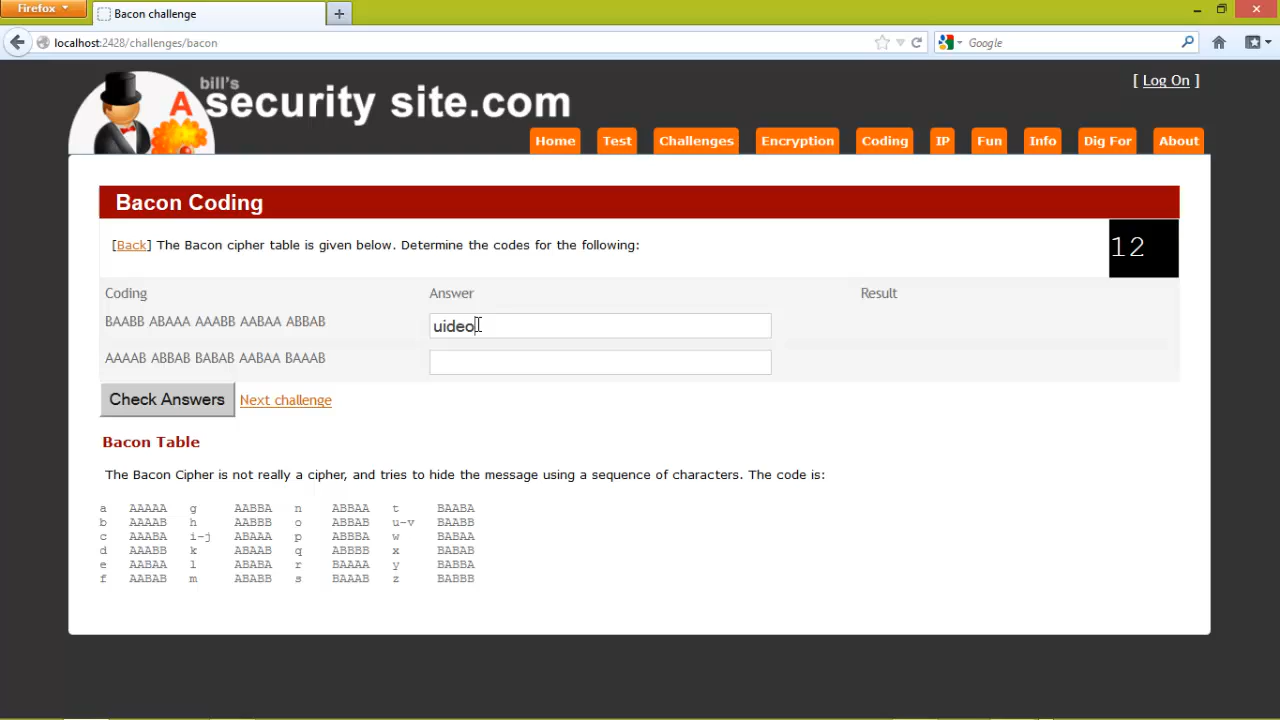 Firefox
Bacon challenge
localhost:2428/challenges/bacon
Google
bill's
A security site.com
[ Log On ]
Home Test Challenges Encryption Coding IP Fun Info Dig For About
Bacon Coding
[Back] The Bacon cipher table is given below. Determine the codes for the following:
12
Coding Answer Result
BAABB ABAAA AAABB AABAA ABBAB uideo
AAAAB ABBAB BABAB AABAA BAAAB
Check Answers Next challenge
Bacon Table
The Bacon Cipher is not really a cipher, and tries to hide the message using a sequence of characters. The code is:
a AAAAA g AABBA n ABBAA t BAABA
b AAAAB h AABBB o ABBAB u-v BAABB
c AAABA i-j ABAAA p ABBBA w BABAA
d AAABB k ABAAB q ABBBB x BABAB
e AABAA l ABABA r BAAAA y BABBA
f AABAB m ABABB s BAAAB z BABBB